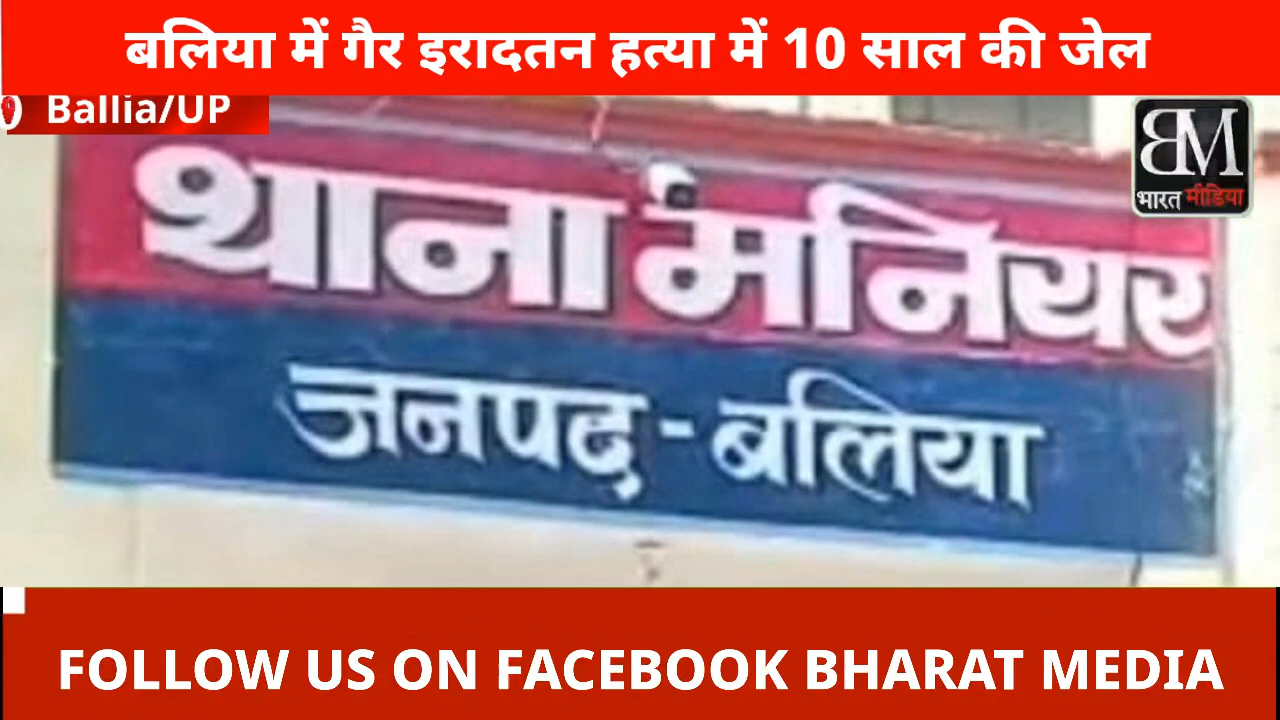 बलिया में गैर इरादतन हत्या में 10 साल की जेल
Ballia/UP
BM
भारत मीडिया
थाना मनियर
जनपद - बलिया
FOLLOW US ON FACEBOOK BHARAT MEDIA